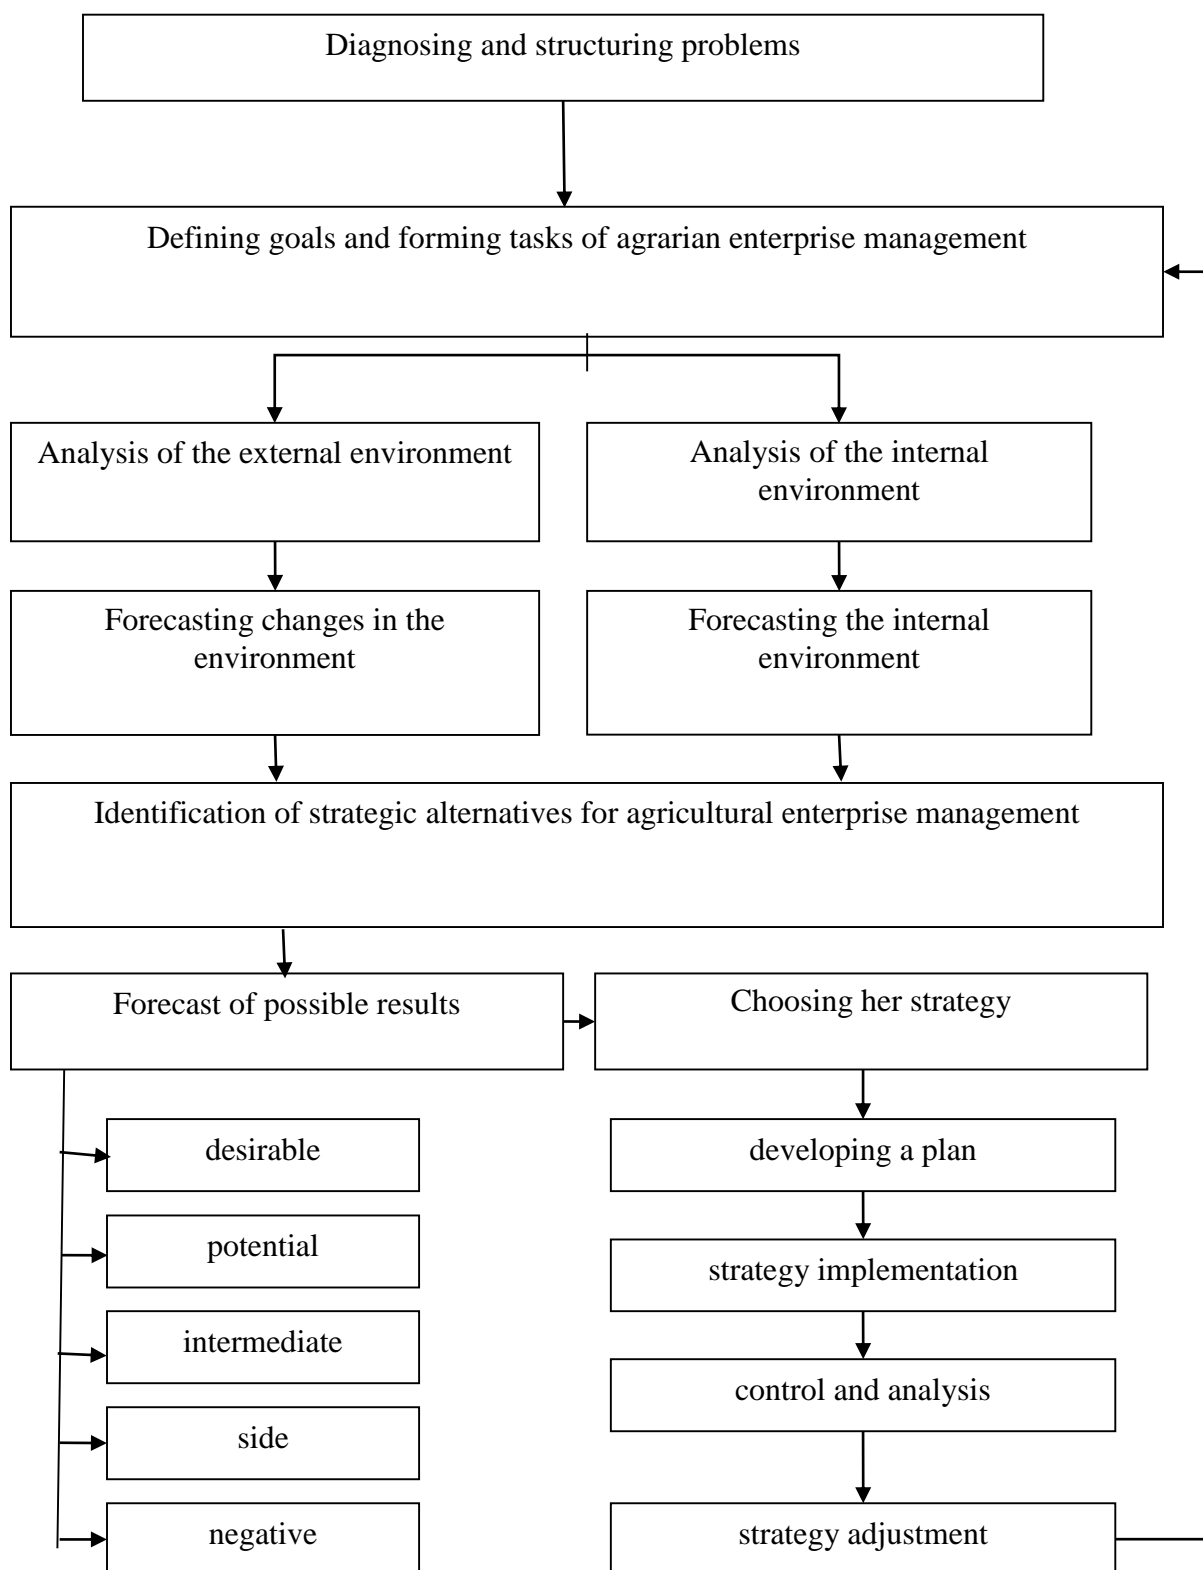 Diagnosing and structuring problems
Defining goals and forming tasks of agrarian enterprise management
Analysis of the external environment
Analysis of the internal
environment
Forecasting changes in the
environment
Forecasting the internal
environment
Identification of strategic alternatives for agricultural enterprise management
Forecast of possible results
Choosing her strategy
desirable
developing a plan
potential
strategy implementation
intermediate
control and analysis
side
negative
strategy adjustment